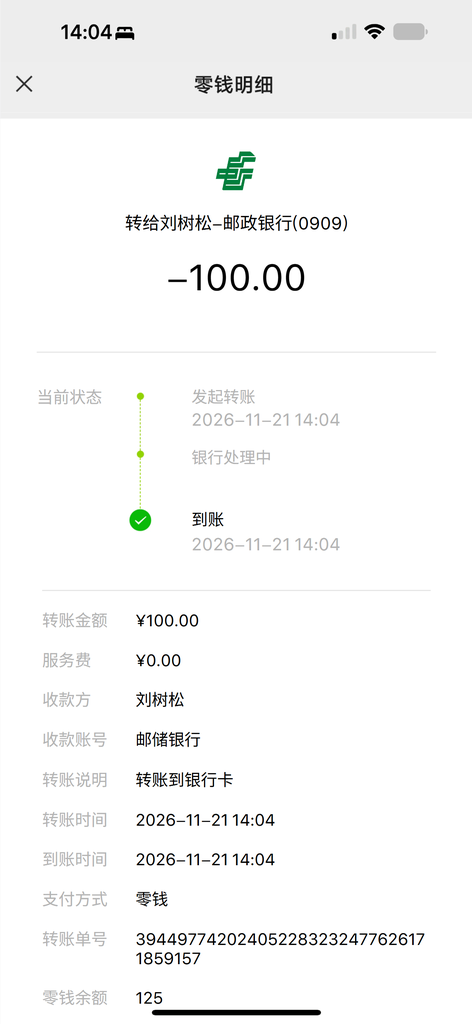 14:04
零钱明细
转给刘树松-邮政银行(0909)
-100.00
当前状态
发起转账
2026-11-21 14:04
银行处理中
到账
2026-11-21 14:04
转账金额 ¥100.00
服务费 ¥0.00
收款方 刘树松
收款账号 邮储银行
转账说明 转账到银行卡
转账时间 2026-11-21 14:04
到账时间 2026-11-21 14:04
支付方式 零钱
转账单号 39449774202405228323247762617
1859157
零钱余额 125